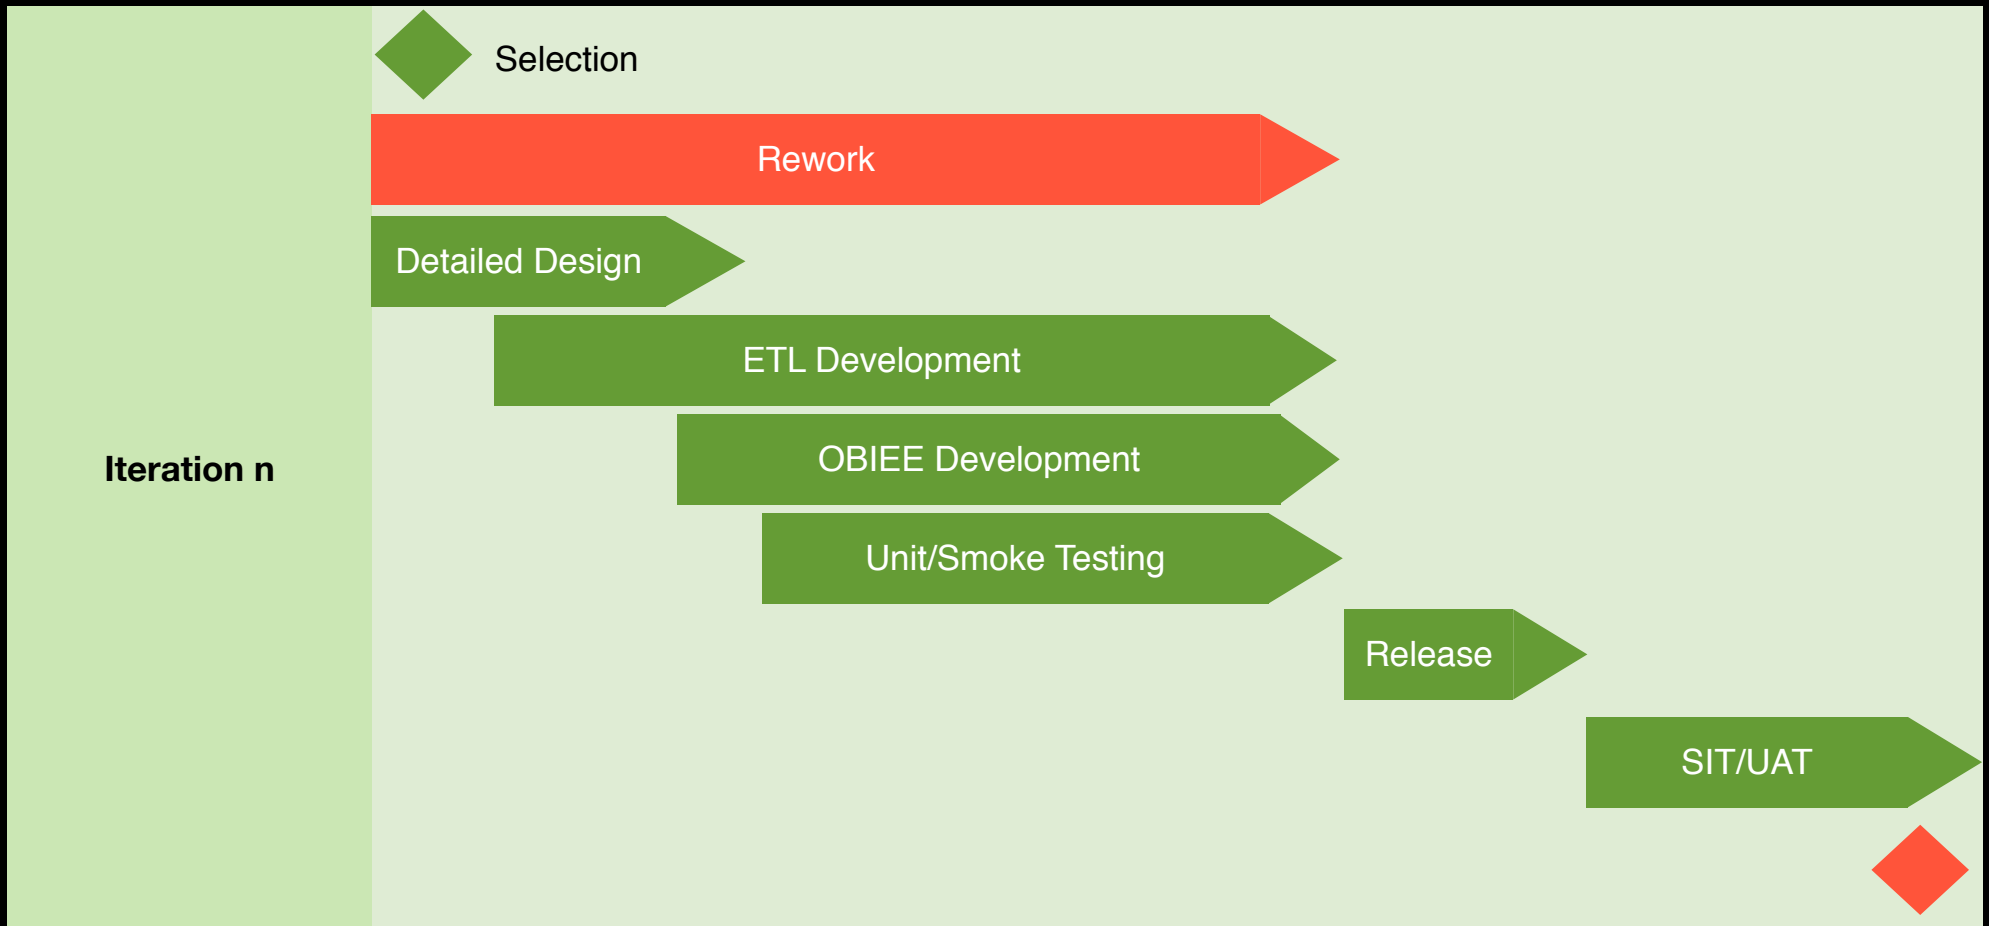 Selection
Rework
Detailed Design
ETL Development
OBIEE Development
Iteration n
Unit/Smoke Testing
Release
SIT/UAT